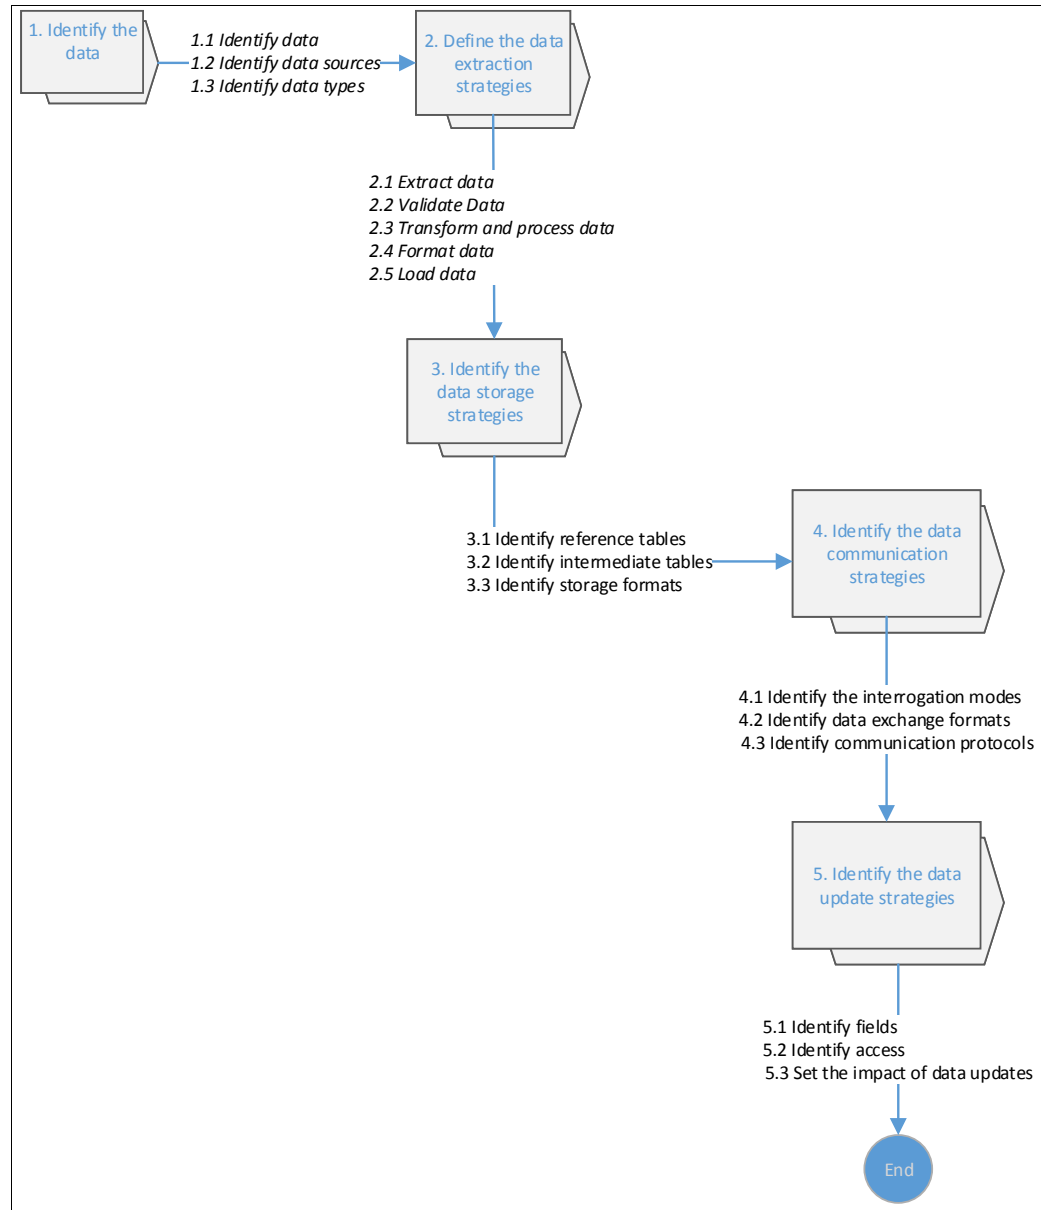 1. Identify the
data
1.1 Identify data
1.2 Identify data sources
1.3 Identify data types
2. Define the data
extraction
strategies
2.1 Extract data
2.2 Validate Data
2.3 Transform and process data
2.4 Format data
2.5 Load data
3. Identify the
data storage
strategies
3.1 Identify reference tables
3.2 Identify intermediate tables
3.3 Identify storage formats
4. Identify the data
communication
strategies
4.1 Identify the interrogation modes
4.2 Identify data exchange formats
4.3 Identify communication protocols
5. Identify the data
update strategies
5.1 Identify fields
5.2 Identify access
5.3 Set the impact of data updates
End